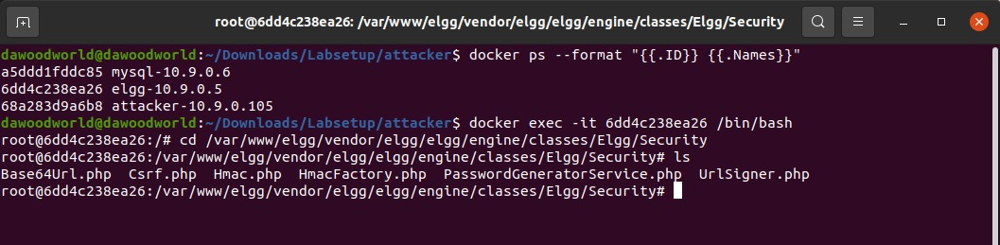 root@6dd4c238ea26: /var/www/elgg/vendor/elgg/elgg/engine/classes/Elgg/Security
dawoodworld@dawoodworld:~/Downloads/Labsetup/attacker$ docker ps --format "{{.ID}} {{.Names}}"
a5ddd1fddc85 mysql-10.9.0.6
6dd4c238ea26 elgg-10.9.0.5
68a283d9a6b8 attacker-10.9.0.105
dawoodworld@dawoodworld:~/Downloads/Labsetup/attacker$ docker exec -it 6dd4c238ea26 /bin/bash
root@6dd4c238ea26:/# cd /var/www/elgg/vendor/elgg/elgg/engine/classes/Elgg/Security
root@6dd4c238ea26:/var/www/elgg/vendor/elgg/elgg/engine/classes/Elgg/Security# ls
Base64Url.php  Csrf.php  Hmac.php  HmacFactory.php  PasswordGeneratorService.php  UrlSigner.php
root@6dd4c238ea26:/var/www/elgg/vendor/elgg/elgg/engine/classes/Elgg/Security#